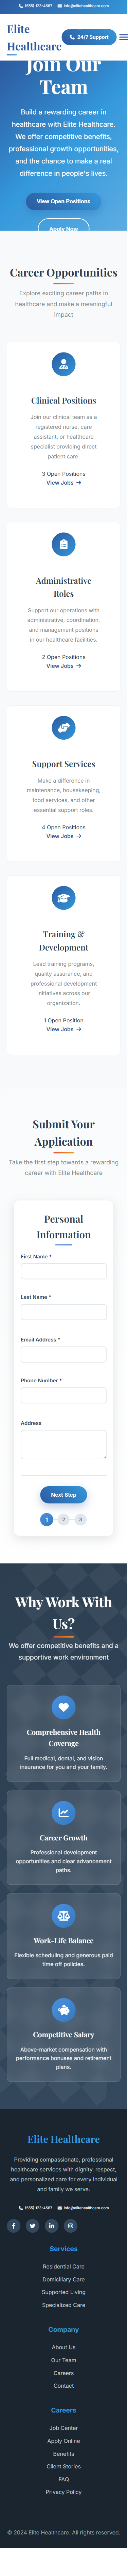 (555) 123-4567 info@elitehealthcare.com
Elite
Healthcare
24/7 Support
Join Our
Team
Build a rewarding career in
healthcare with Elite Healthcare.
We offer competitive benefits,
professional growth opportunities,
and the chance to make a real
difference in people's lives.
View Open Positions
Apply Now
Career Opportunities
Explore exciting career paths in
healthcare and make a meaningful
impact
Clinical Positions
Join our clinical team as a
registered nurse, care
assistant, or healthcare
specialist providing direct
patient care.
3 Open Positions
View Jobs
Administrative
Roles
Support our operations with
administrative, coordination,
and management positions
in our healthcare facilities.
2 Open Positions
View Jobs
Support Services
Make a difference in
maintenance, housekeeping,
food services, and other
essential support roles.
4 Open Positions
View Jobs
Training &
Development
Lead training programs,
quality assurance, and
professional development
initiatives across our
organization.
1 Open Position
View Jobs
Submit Your
Application
Take the first step towards a rewarding
career with Elite Healthcare
Personal
Information
First Name *
Last Name *
Email Address *
Phone Number *
Address
Next Step
1 2 3
Why Work With
Us?
We offer competitive benefits and a
supportive work environment
Comprehensive Health
Coverage
Full medical, dental, and vision
insurance for you and your family.
Career Growth
Professional development
opportunities and clear advancement
paths.
Work-Life Balance
Flexible scheduling and generous paid
time off policies.
Competitive Salary
Above-market compensation with
performance bonuses and retirement
plans.
Elite Healthcare
Providing compassionate, professional
healthcare services with dignity, respect,
and personalized care for every individual
and family we serve.
(555) 123-4567 info@elitehealthcare.com
Services
Residential Care
Domiciliary Care
Supported Living
Specialized Care
Company
About Us
Our Team
Careers
Contact
Careers
Job Center
Apply Online
Benefits
Client Stories
FAQ
Privacy Policy
© 2024 Elite Healthcare. All rights reserved.